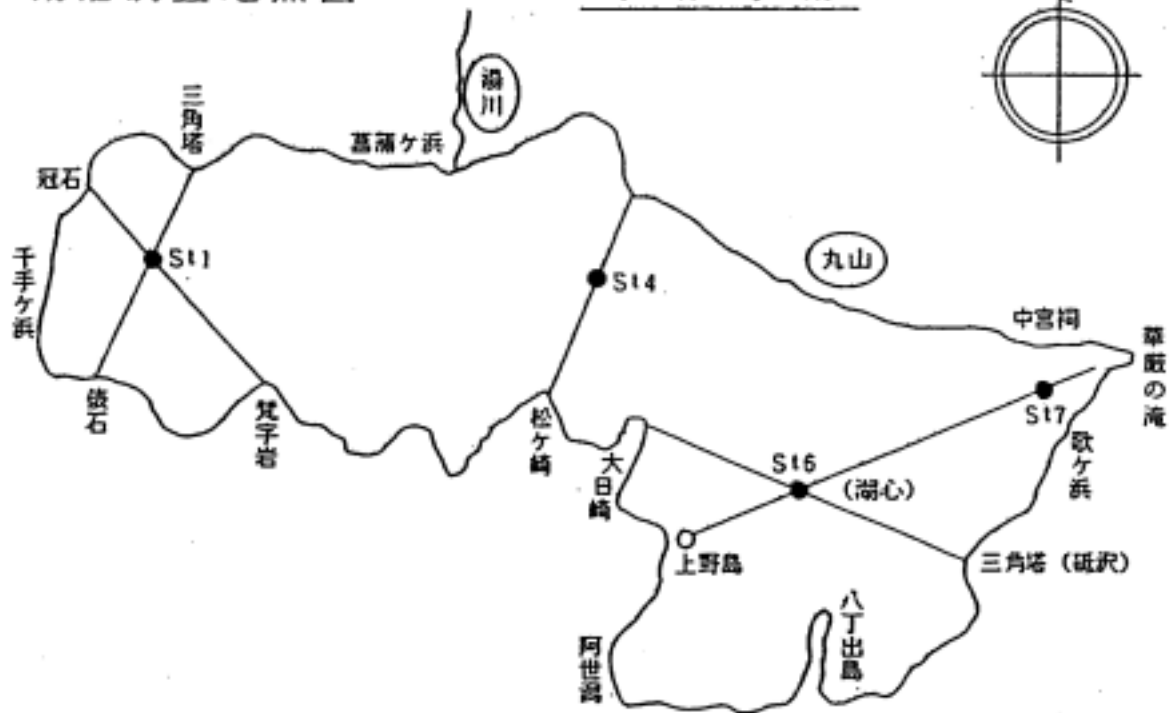 湯川
三角塔
菖蒲ケ浜
冠石
St1
千手ケ浜
丸山
St4
中宮祠
華厳の滝
俵石
梵字岩
松ケ崎
大日崎
St7
歌ケ浜
St6
(湖心)
上野島
三角塔(砥沢)
八丁出島
阿世潟